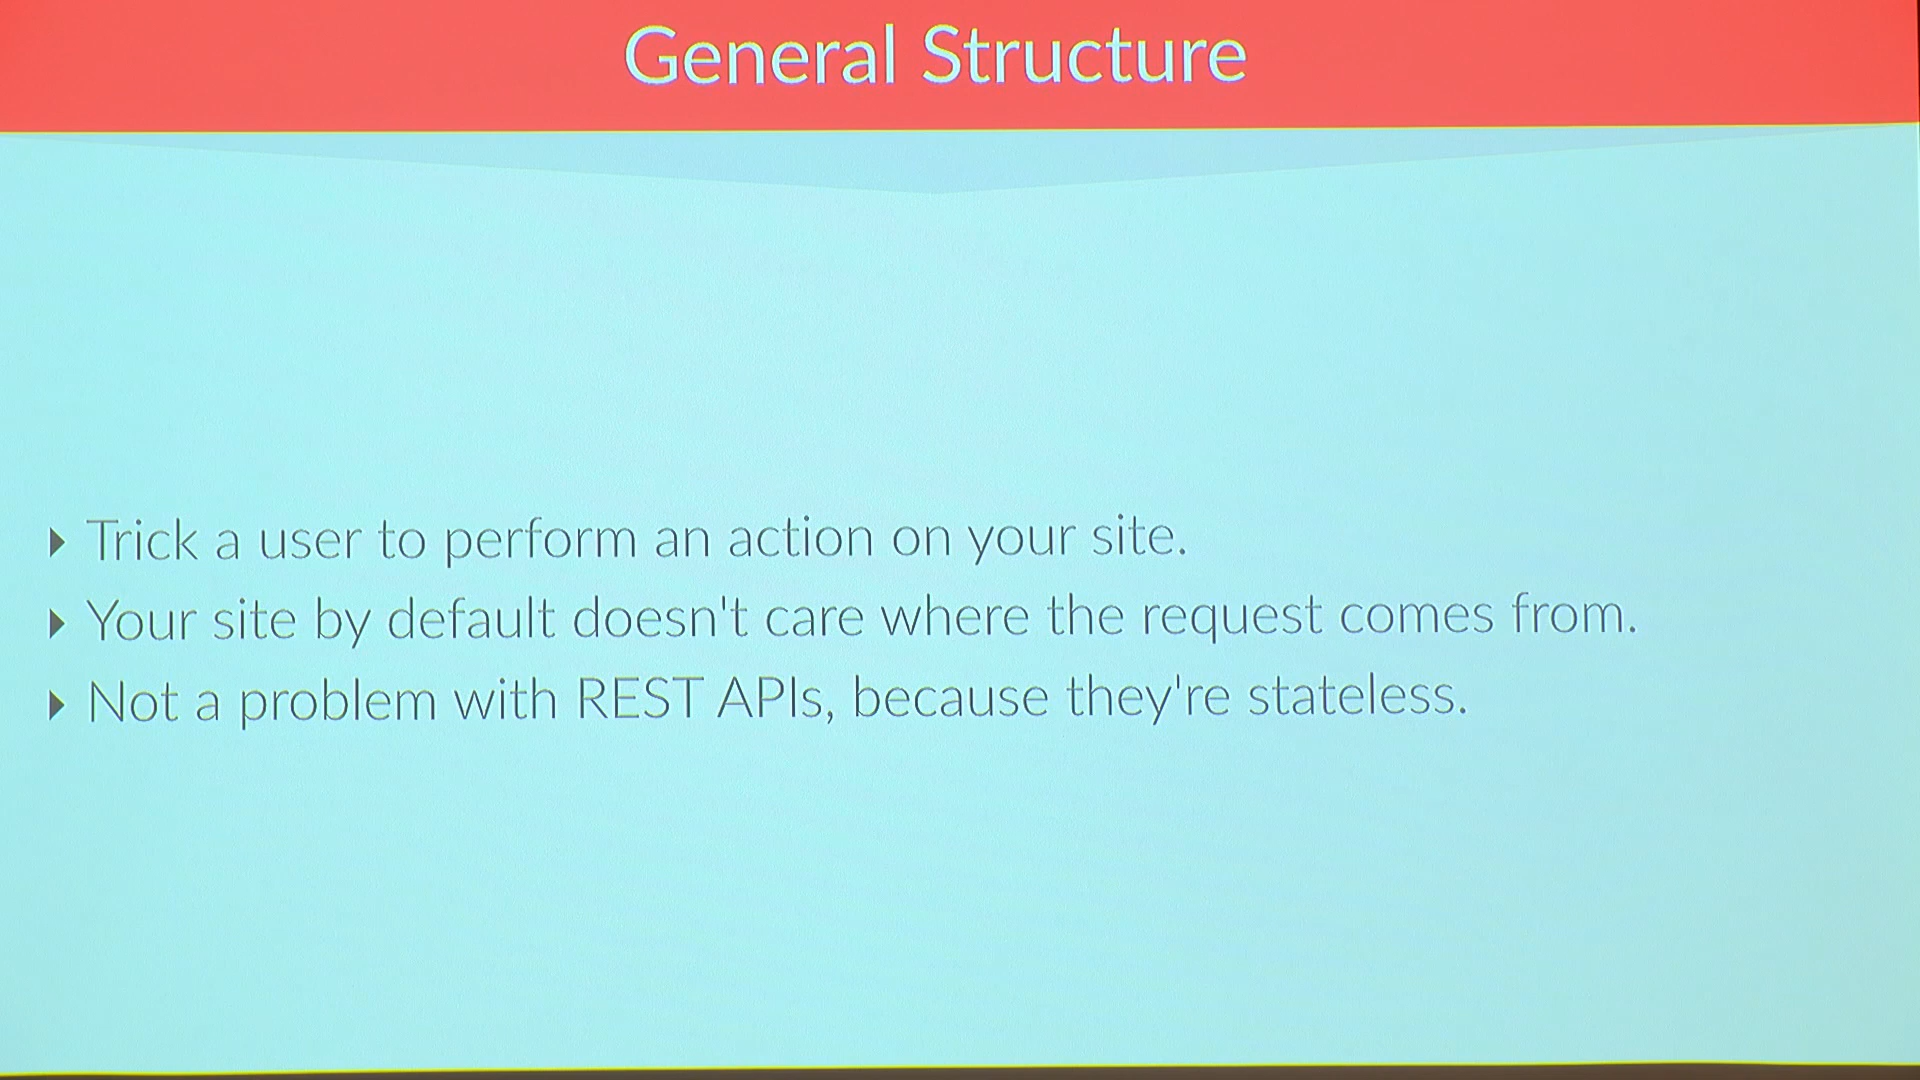 General Structure
Trick a user to perform an action on your site.
Your site by default doesn't care where the request comes from.
Not a problem with REST APIs, because they're stateless.